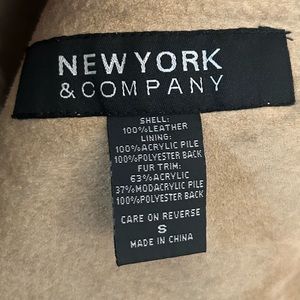 NEW YORK
& COMPANY
SHELL:
100%LEATHER
LINING:
100%ACRYLIC PILE
100%POLYESTER BACK
FUR TRIM:
63%ACRYLIC
37%MODACRYLIC PILE
100%POLYESTER BACK
CARE ON REVERSE
S
MADE IN CHINA